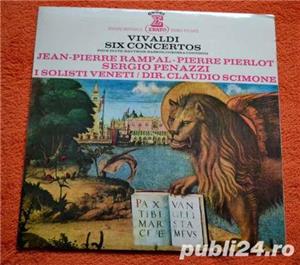 ERATO
VIVALDI
SIX CONCERTOS
JEAN-PIERRE RAMPAL-PIERRE PIERLOT
SERGIO PENAZZI
I SOLISTI VENETI / DIR. CLAUDIO SCIMONE
PAX
TIBI
MAR
CE E
VAN
GELI
STA
MEVS
publi24.ro